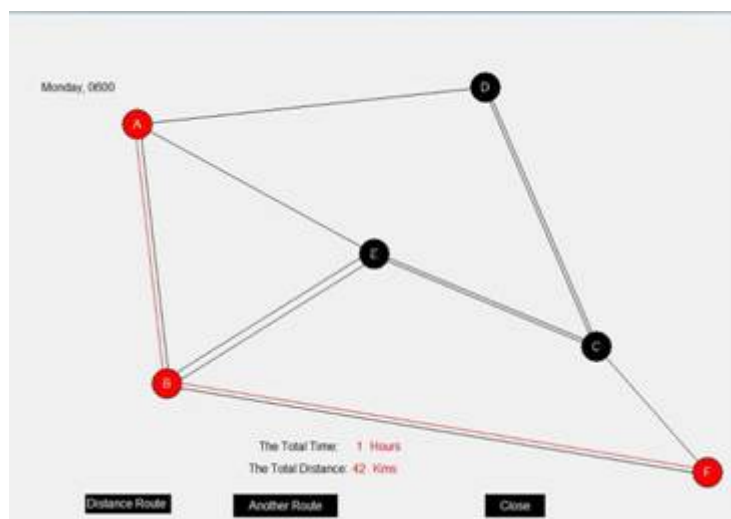 Monday, 0600
D
A
E
C
B
F
The Total Time: 1 Hours
The Total Distance: 42 Kms
Distance Route
Another Route
Close